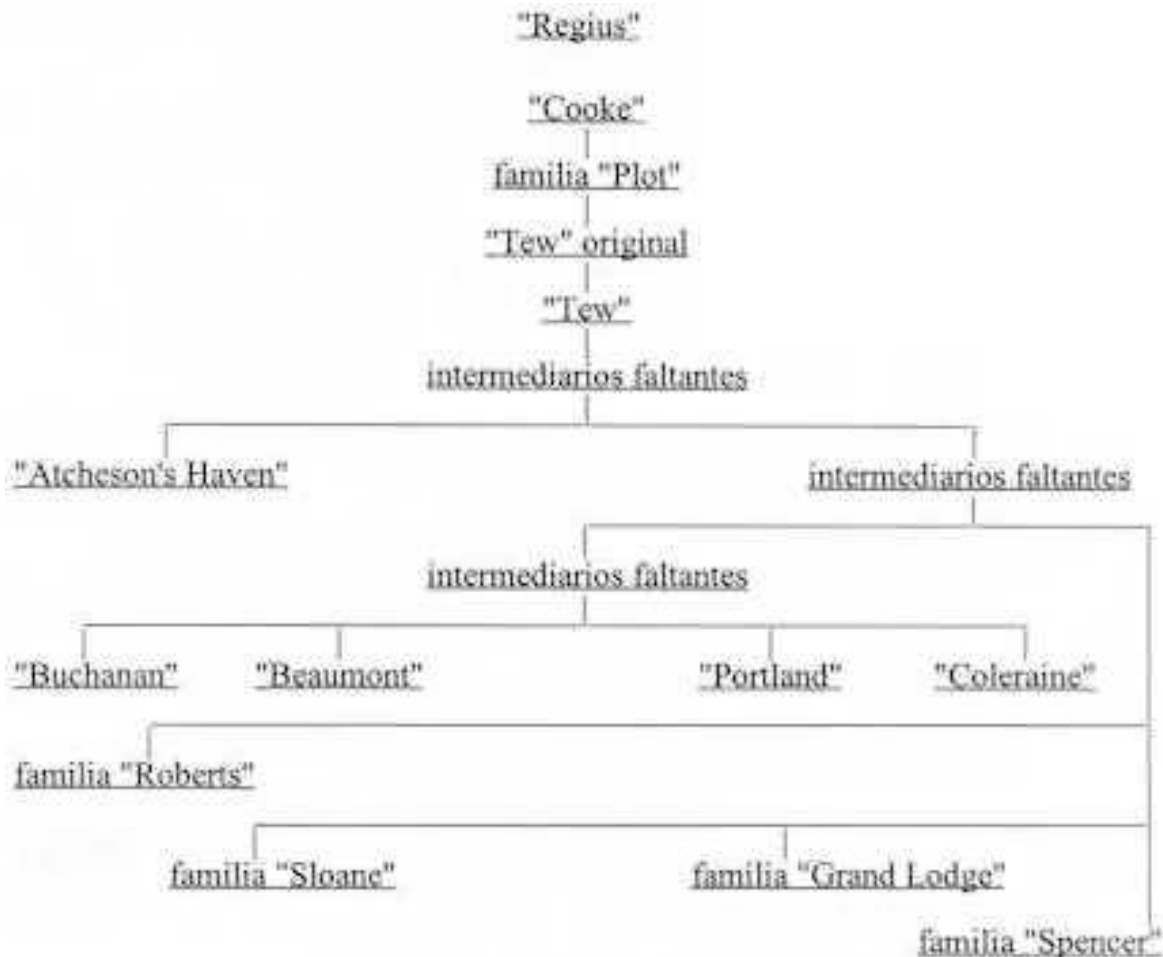 "Regius"
"Cooke"
familia "Plot"
"Tew" original
"Tew"
intermediarios faltantes
"Atcheson's Haven" intermediarios faltantes
intermediarios faltantes
"Buchanan" "Beaumont" "Portland" "Coleraine"
familia "Roberts"
familia "Sloane" familia "Grand Lodge"
familia "Spencer"